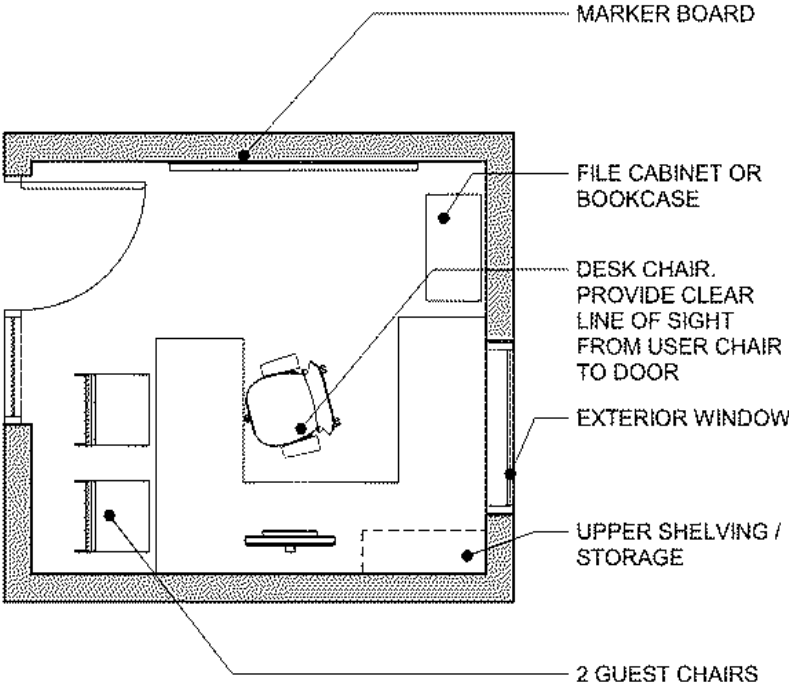 MARKER BOARD
FILE CABINET OR
BOOKCASE
DESK CHAIR.
PROVIDE CLEAR
LINE OF SIGHT
FROM USER CHAIR
TO DOOR
EXTERIOR WINDOW
UPPER SHELVING /
STORAGE
2 GUEST CHAIRS